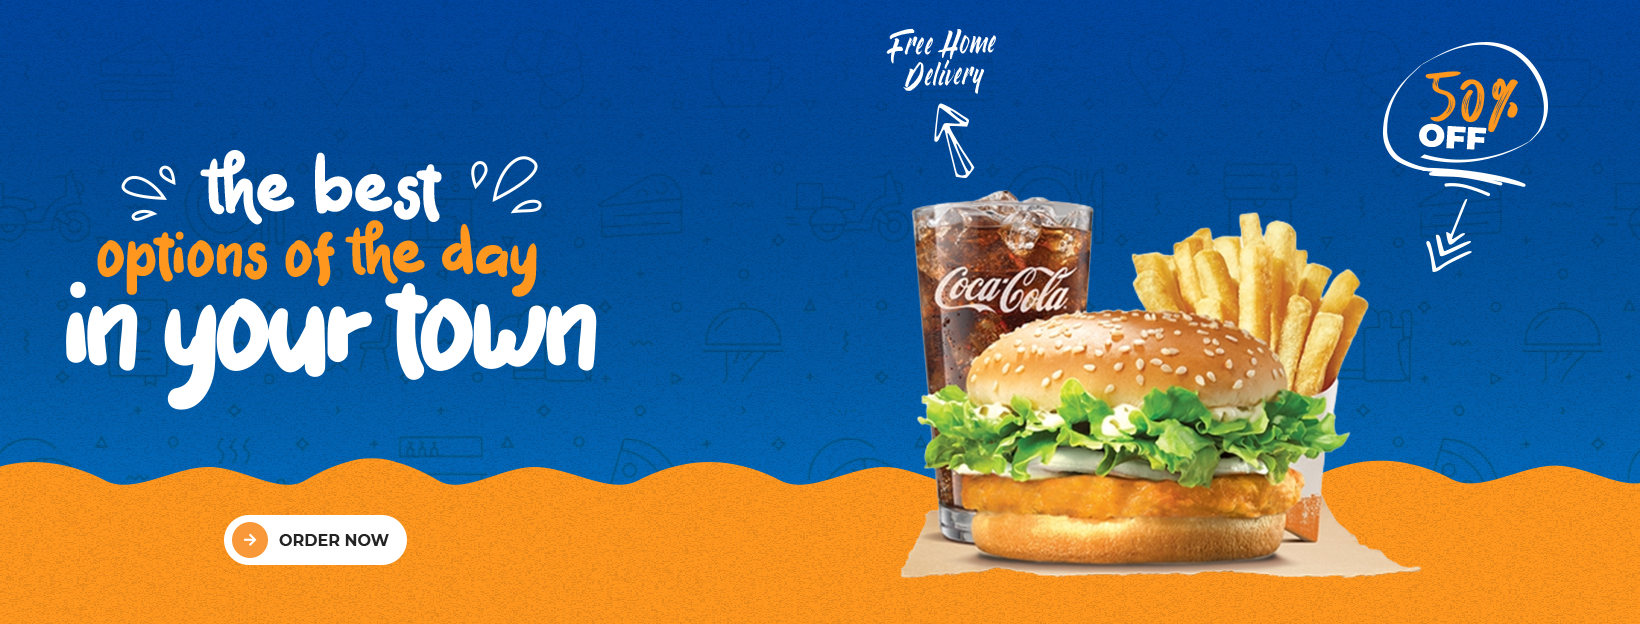 the best
options of the day
in your town
ORDER NOW
Free Home
Delivery
Coca-Cola
50%
OFF